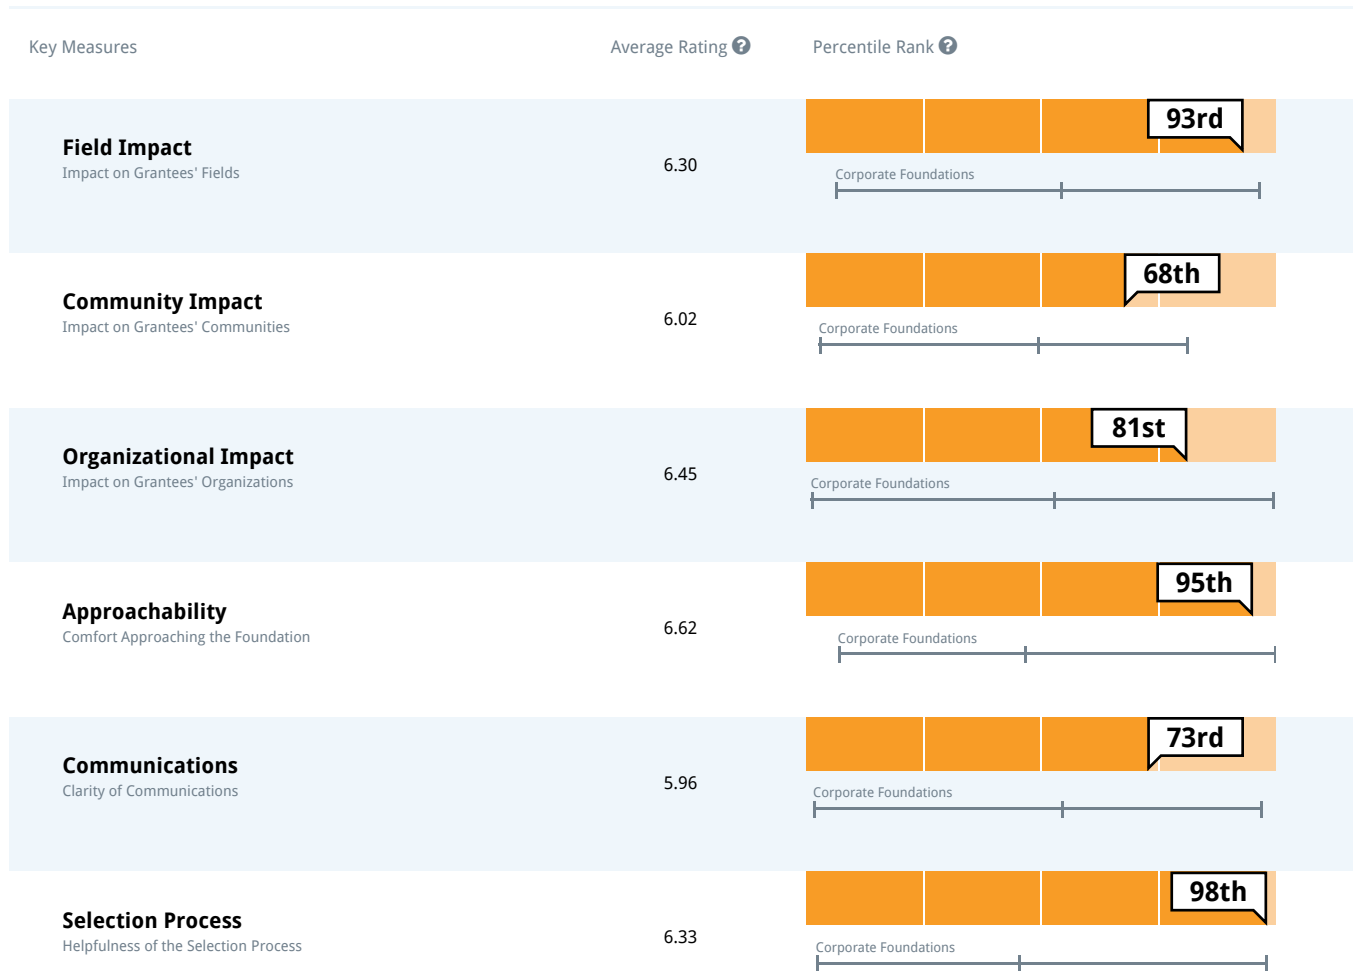 Key Measures
Average Rating ?
Percentile Rank ?
Field Impact
Impact on Grantees' Fields
6.30
93rd
Corporate Foundations
Community Impact
Impact on Grantees' Communities
6.02
68th
Corporate Foundations
Organizational Impact
Impact on Grantees' Organizations
6.45
81st
Corporate Foundations
Approachability
Comfort Approaching the Foundation
6.62
95th
Corporate Foundations
Communications
Clarity of Communications
5.96
73rd
Corporate Foundations
Selection Process
Helpfulness of the Selection Process
6.33
98th
Corporate Foundations